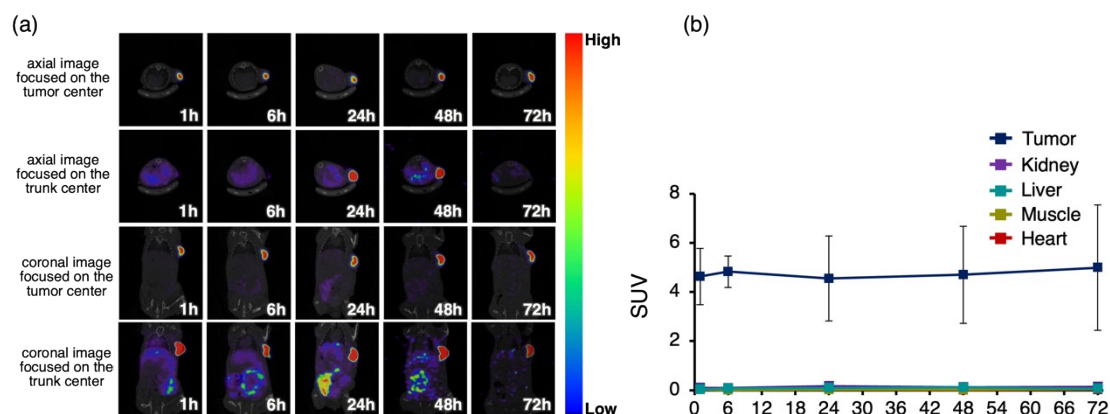 (a)
High
axial image
focused on the
tumor center
1h
6h
24h
48h
72h
axial image
focused on the
trunk center
1h
6h
24h
48h
72h
coronal image
focused on the
tumor center
1h
6h
24h
48h
72h
coronal image
focused on the
trunk center
1h
6h
24h
48h
72h
Low
(b)
Tumor
Kidney
Liver
Muscle
Heart
SUV
8
6
4
2
0
0 6 12 18 24 30 36 42 48 54 60 66 72